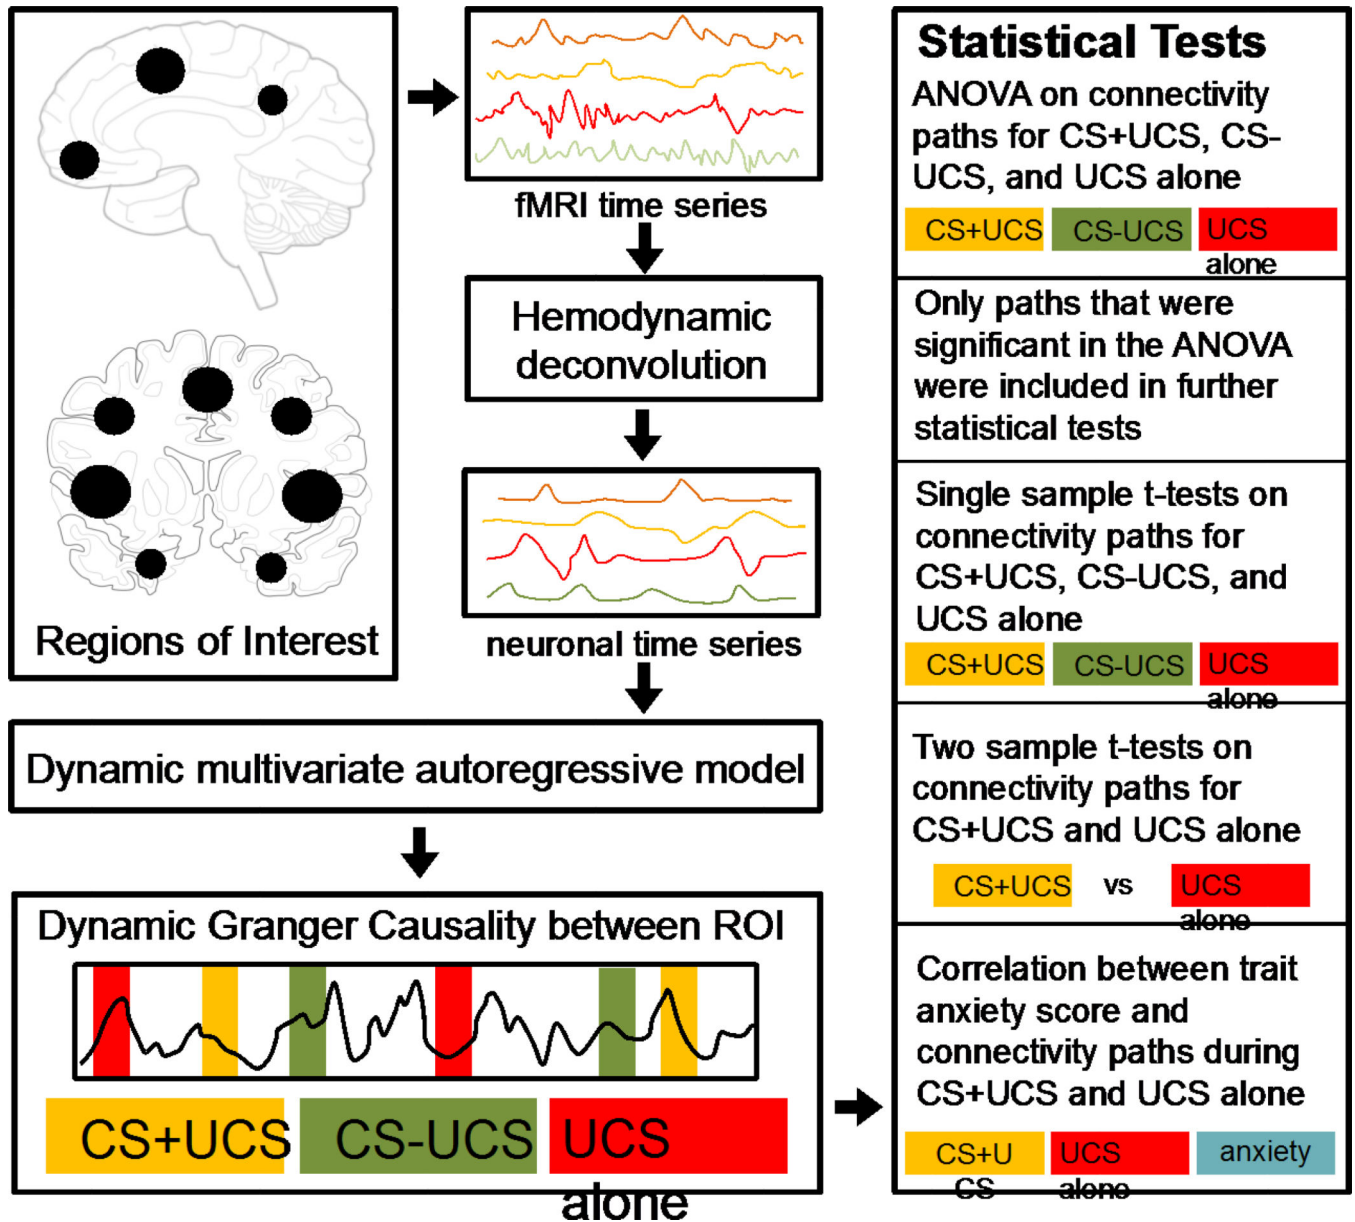 Regions of Interest
fMRI time series
Hemodynamic
deconvolution
neuronal time series
Dynamic multivariate autoregressive model
Dynamic Granger Causality between ROI
CS+UCS
CS-UCS
UCS
alone
Statistical Tests
ANOVA on connectivity
paths for CS+UCS, CS-
UCS, and UCS alone
CS+UCS
CS-UCS
UCS
alone
Only paths that were
significant in the ANOVA
were included in further
statistical tests
Single sample t-tests on
connectivity paths for
CS+UCS, CS-UCS, and
UCS alone
CS+UCS
CS-UCS
UCS
alone
Two sample t-tests on
connectivity paths for
CS+UCS and UCS alone
CS+UCS
vs
UCS
alone
Correlation between trait
anxiety score and
connectivity paths during
CS+UCS and UCS alone
CS+U
CS
UCS
alone
anxiety